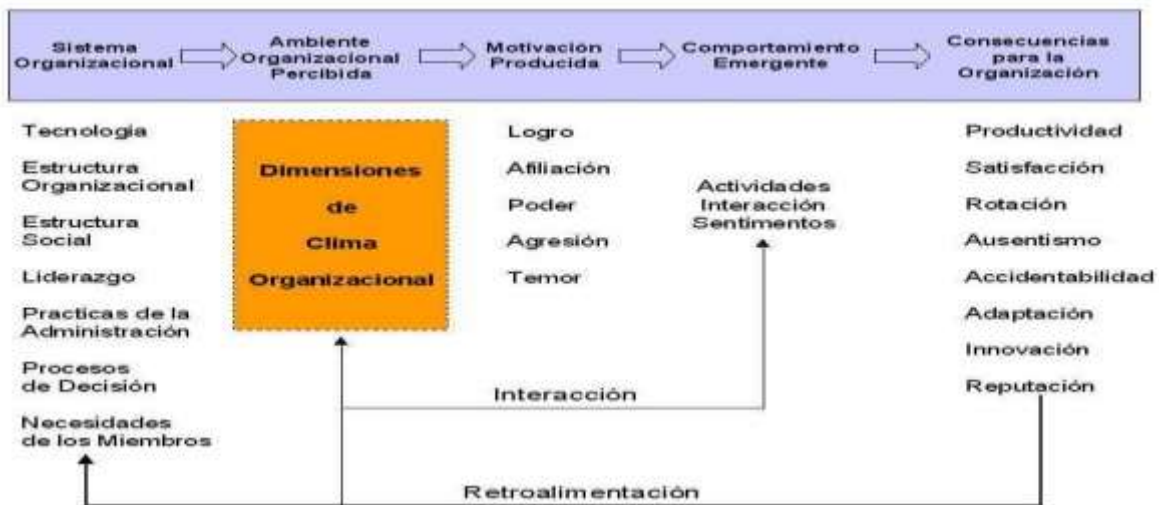 Sistema
Organizacional
Ambiente
Organizacional
Percibida
Motivación
Producida
Comportamiento
Emergente
Consecuencias
para la
Organización
Tecnologia
Estructura
Organizacional
Estructura
Social
Liderazgo
Practicas de la
Administración
Procesos
de Decisión
Necesidades
de los Miembros
Dimensiones
de
Clima
Organizacional
Logro
Afiliación
Poder
Agresión
Temor
Actividades
Interacción
Sentimentos
Productividad
Satisfacción
Rotación
Ausentismo
Accidentabilidad
Adaptación
Innovación
Reputación
Interacción
Retroalimentación